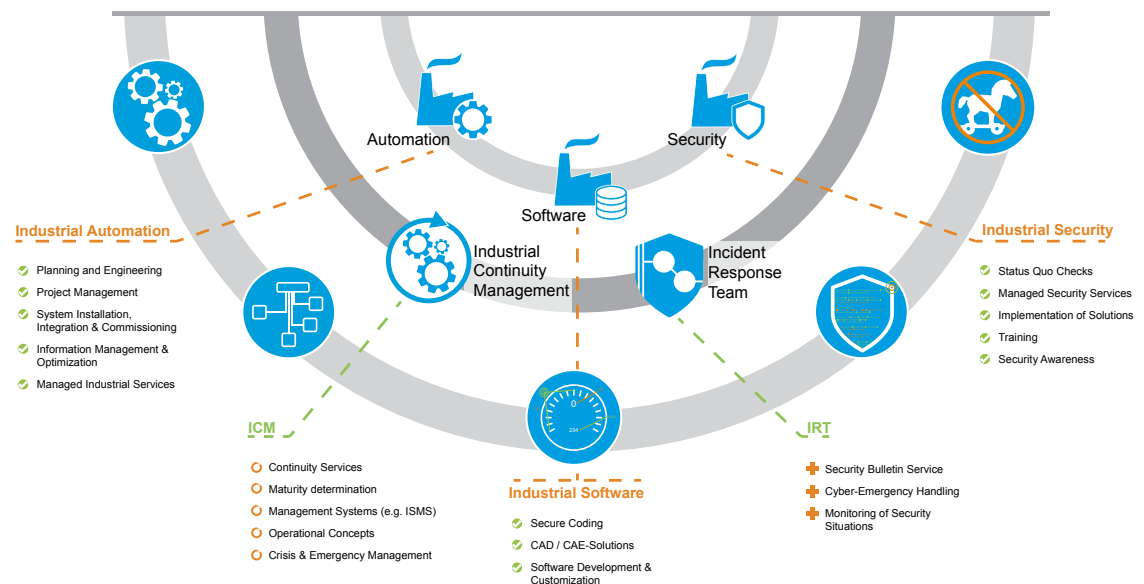 Automation
Security
Software
Industrial
Continuity
Management
Incident
Response
Team
Industrial Automation
Planning and Engineering
Project Management
System Installation,
Integration & Commissioning
Information Management &
Optimization
Managed Industrial Services
ICM
Continuity Services
Maturity determination
Management Systems (e.g. ISMS)
Operational Concepts
Crisis & Emergency Management
0
234
Industrial Software
Secure Coding
CAD / CAE-Solutions
Software Development &
Customization
IRT
Security Bulletin Service
Cyber-Emergency Handling
Monitoring of Security
Situations
Industrial Security
Status Quo Checks
Managed Security Services
Implementation of Solutions
Training
Security Awareness